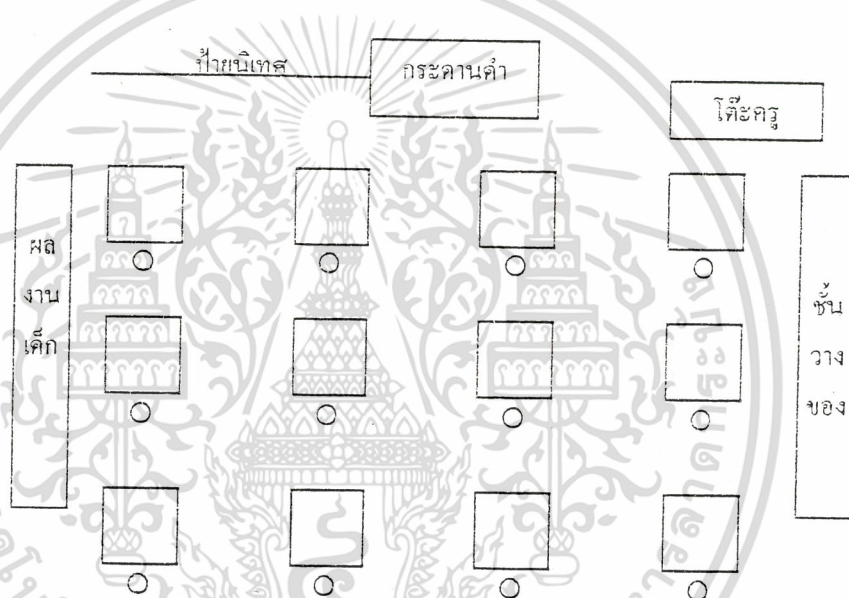 ป้ายนิเทศ
กระดานดำ
โต๊ะครู
ผล
งาน
เด็ก
ชั้น
วาง
ของ